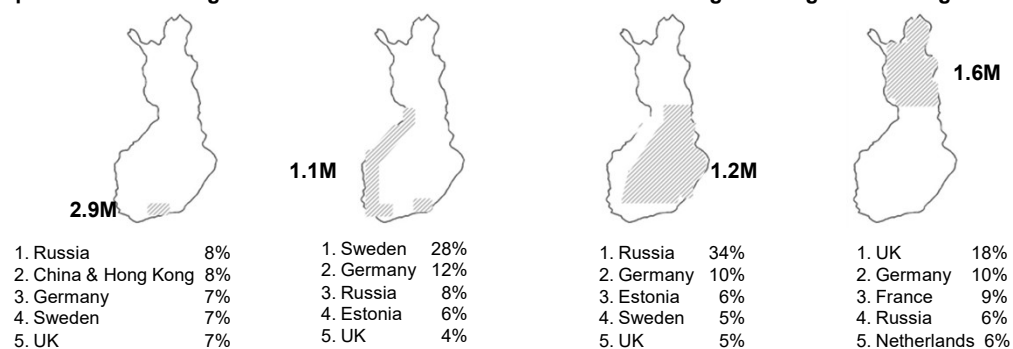 2.9M
1. Russia 8%
2. China & Hong Kong 8%
3. Germany 7%
4. Sweden 7%
5. UK 7%
1.1M
1. Sweden 28%
2. Germany 12%
3. Russia 8%
4. Estonia 6%
5. UK 4%
1.2M
1. Russia 34%
2. Germany 10%
3. Estonia 6%
4. Sweden 5%
5. UK 5%
1.6M
1. UK 18%
2. Germany 10%
3. France 9%
4. Russia 6%
5. Netherlands 6%